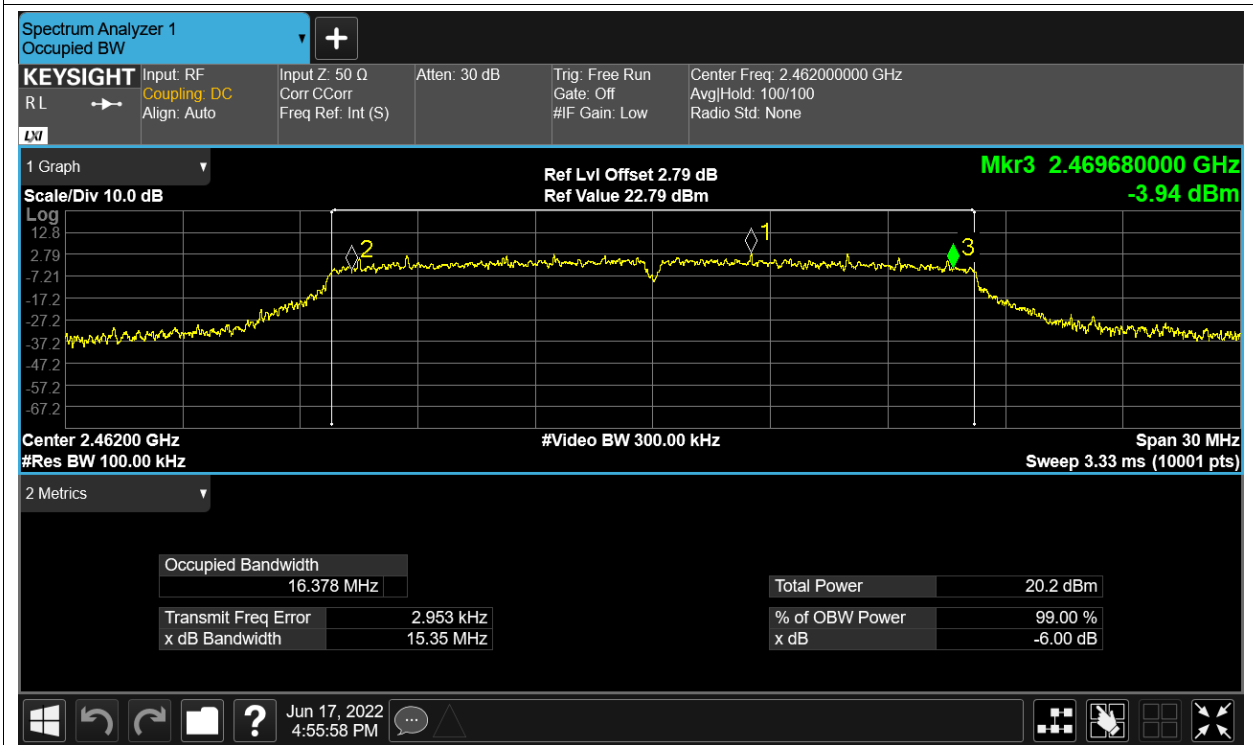 Spectrum Analyzer 1
Occupied BW
KEYSIGHT
R L
LXI
Input: RF
Coupling: DC
Align: Auto
Input Z: 50 Ω
Corr CCorr
Freq Ref: Int (S)
Atten: 30 dB
Trig: Free Run
Gate: Off
#IF Gain: Low
Center Freq: 2.462000000 GHz
Avg|Hold: 100/100
Radio Std: None
1 Graph
Scale/Div 10.0 dB
Ref Lvl Offset 2.79 dB
Ref Value 22.79 dBm
Mkr3 2.469680000 GHz
-3.94 dBm
Log
12.8
2.79
-7.21
-17.2
-27.2
-37.2
-47.2
-57.2
-67.2
2
1
3
Center 2.46200 GHz
#Video BW 300.00 kHz
Span 30 MHz
#Res BW 100.00 kHz
Sweep 3.33 ms (10001 pts)
2 Metrics
Occupied Bandwidth
16.378 MHz
Total Power 20.2 dBm
Transmit Freq Error 2.953 kHz
% of OBW Power 99.00 %
x dB Bandwidth 15.35 MHz
x dB -6.00 dB
?
Jun 17, 2022
4:55:58 PM